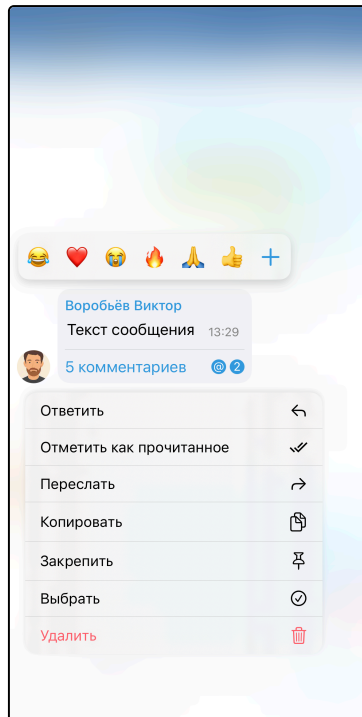 Воробьёв Виктор
Текст сообщения 13:29
5 комментариев @ 2
Ответить
Отметить как прочитанное
Переслать
Копировать
Закрепить
Выбрать
Удалить